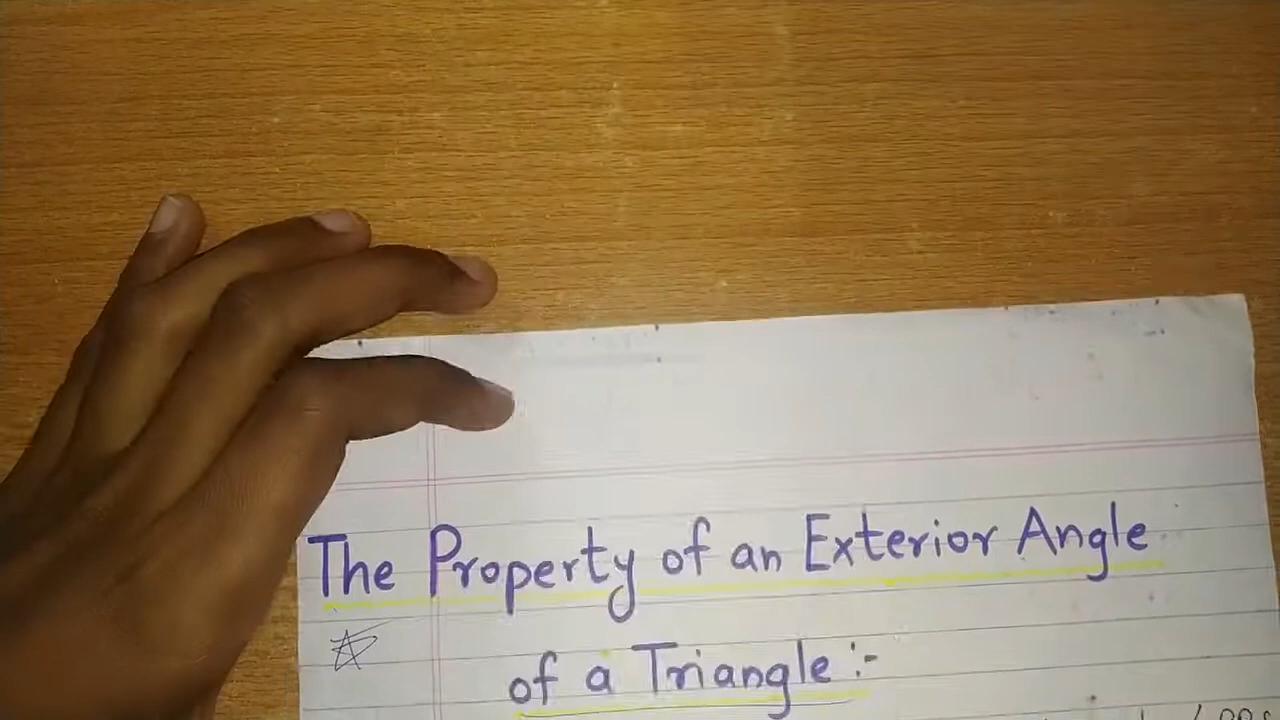 The Property of an Exterior Angle
of a Triangle :-